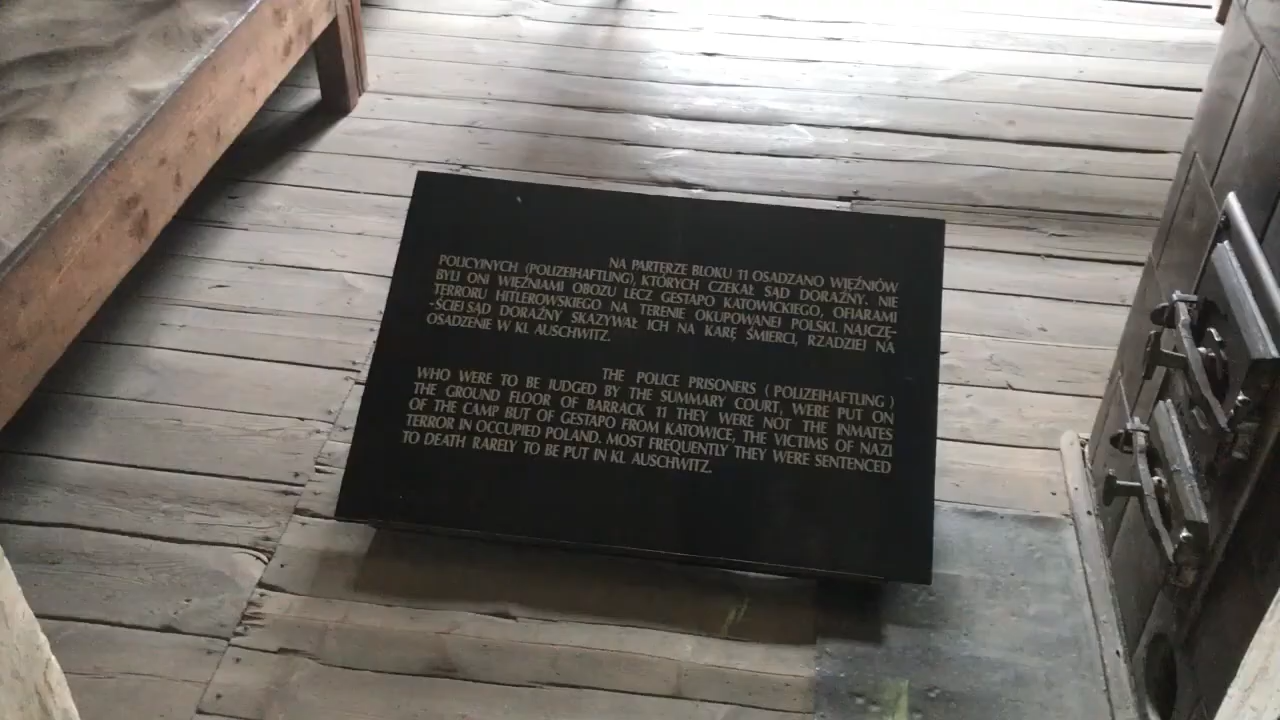 NA PARTERZE BLOKU 11 OSADZANO WIĘŹNIÓW
POLICYJNYCH (POLIZEIHAFTLING), KTÓRYCH CZEKAŁ SĄD DORAŹNY. NIE
BYLI ONI WIĘŹNIAMI OBOZU LECZ GESTAPO KATOWICKIEGO, OFIARAMI
TERRORU HITLEROWSKIEGO NA TERENIE OKUPOWANEJ POLSKI. NAJCZĘ-
-ŚCIEJ SĄD DORAŹNY SKAZYWAŁ ICH NA KARĘ ŚMIERCI, RZADZIEJ NA
OSADZENIE W KL AUSCHWITZ.
THE POLICE PRISONERS ( POLIZEIHAFTLING )
WHO WERE TO BE JUDGED BY THE SUMMARY COURT, WERE PUT ON
THE GROUND FLOOR OF BARRACK 11 THEY WERE NOT THE INMATES
OF THE CAMP BUT OF GESTAPO FROM KATOWICE, THE VICTIMS OF NAZI
TERROR IN OCCUPIED POLAND. MOST FREQUENTLY THEY WERE SENTENCED
TO DEATH RARELY TO BE PUT IN KL AUSCHWITZ.